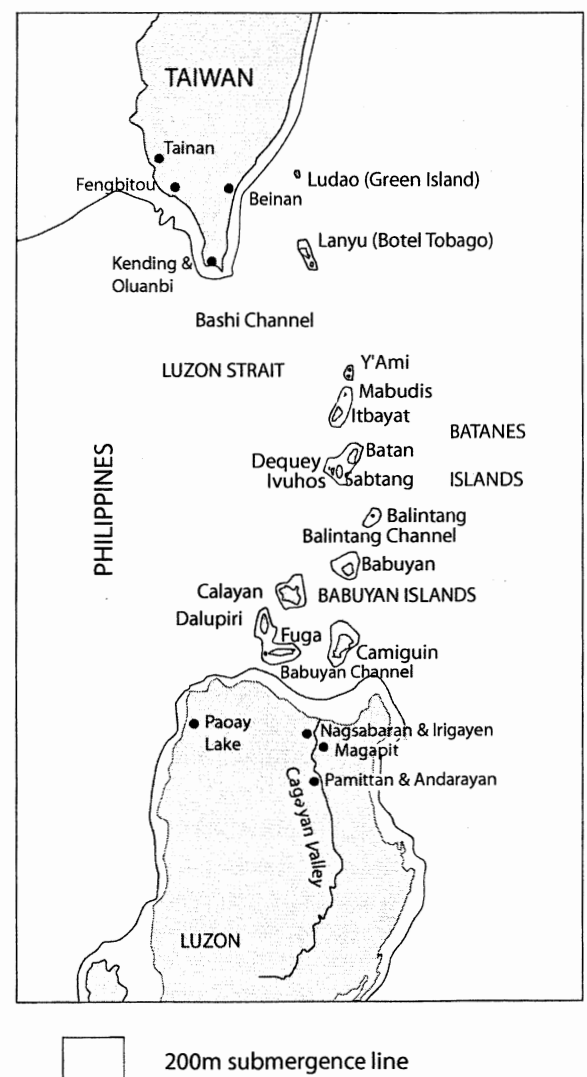 TAIWAN
Tainan
Fengbitou
Beinan
Ludao (Green Island)
Lanyu (Botel Tobago)
Kending &
Oluanbi
Bashi Channel
LUZON STRAIT
Y'Ami
Mabudis
Itbayat
BATANES
Batan
Dequey
Ivuhos
Sabtang
ISLANDS
PHILIPPINES
Balintang
Balintang Channel
Babuyan
Calayan
BABUYAN ISLANDS
Dalupiri
Fuga
Camiguin
Babuyan Channel
Paoay
Lake
Nagsabaran & Irigayen
Magapit
Pamittan & Andarayan
Cagayan Valley
LUZON
200m submergence line